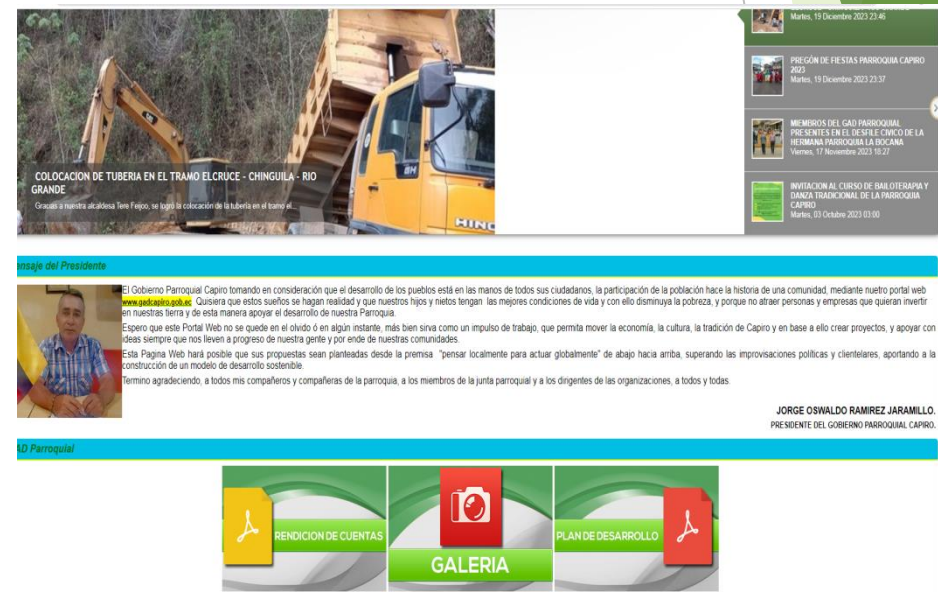 Martes, 19 Diciembre 2023 23:46
PREGÓN DE FIESTAS PARROQUIA CAPIRO
2023
Martes, 19 Diciembre 2023 23:37
MIEMBROS DEL GAD PARROQUIAL
PRESENTES EN EL DESFILE CIVICO DE LA
HERMANA PARROQUIA LA BOCANA
Viernes, 17 Noviembre 2023 18:27
INVITACION AL CURSO DE BAILOTERAPIA Y
DANZA TRADICIONAL DE LA PARROQUIA
CAPIRO
Martes, 03 Octubre 2023 03:00
CAT
GH
HINO
COLOCACION DE TUBERIA EN EL TRAMO ELCRUCE - CHINGUILA - RIO
GRANDE
Gracias a nuestra alcaldesa Tere Feijoo, se logró la colocación de la tubería en el tramo el...
ensaje del Presidente
El Gobierno Parroquial Capiro tomando en consideración que el desarrollo de los pueblos está en las manos de todos sus ciudadanos, la participación de la población hace la historia de una comunidad, mediante nuetro portal web
www.gadcapiro.gob.ec Quisiera que estos sueños se hagan realidad y que nuestros hijos y nietos tengan las mejores condiciones de vida y con ello disminuya la pobreza, y porque no atraer personas y empresas que quieran invertir
en nuestras tierra y de esta manera apoyar el desarrollo de nuestra Parroquia.
Espero que este Portal Web no se quede en el olvido ó en algún instante, más bien sirva como un impulso de trabajo, que permita mover la economía, la cultura, la tradición de Capiro y en base a ello crear proyectos, y apoyar con
ideas siempre que nos lleven a progreso de nuestra gente y por ende de nuestras comunidades.
Esta Pagina Web hará posible que sus propuestas sean planteadas desde la premisa "pensar localmente para actuar globalmente" de abajo hacia arriba, superando las improvisaciones políticas y clientelares, aportando a la
construcción de un modelo de desarrollo sostenible.
Termino agradeciendo, a todos mis compañeros y compañeras de la parroquia, a los miembros de la junta parroquial y a los dirigentes de las organizaciones, a todos y todas.
JORGE OSWALDO RAMIREZ JARAMILLO.
PRESIDENTE DEL GOBIERNO PARROQUIAL CAPIRO.
AD Parroquial
RENDICION DE CUENTAS
GALERIA
PLAN DE DESARROLLO